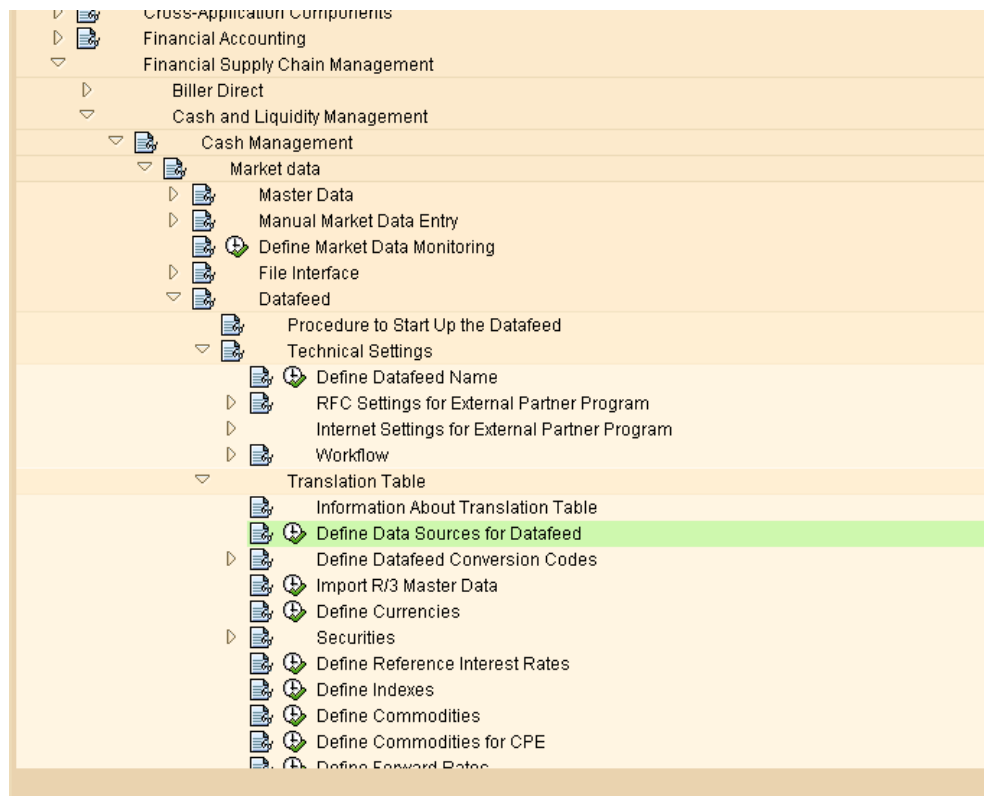 Cross-Application Components
Financial Accounting
Financial Supply Chain Management
Biller Direct
Cash and Liquidity Management
Cash Management
Market data
Master Data
Manual Market Data Entry
Define Market Data Monitoring
File Interface
Datafeed
Procedure to Start Up the Datafeed
Technical Settings
Define Datafeed Name
RFC Settings for External Partner Program
Internet Settings for External Partner Program
Workflow
Translation Table
Information About Translation Table
Define Data Sources for Datafeed
Define Datafeed Conversion Codes
Import R/3 Master Data
Define Currencies
Securities
Define Reference Interest Rates
Define Indexes
Define Commodities
Define Commodities for CPE
Define Forward Rates